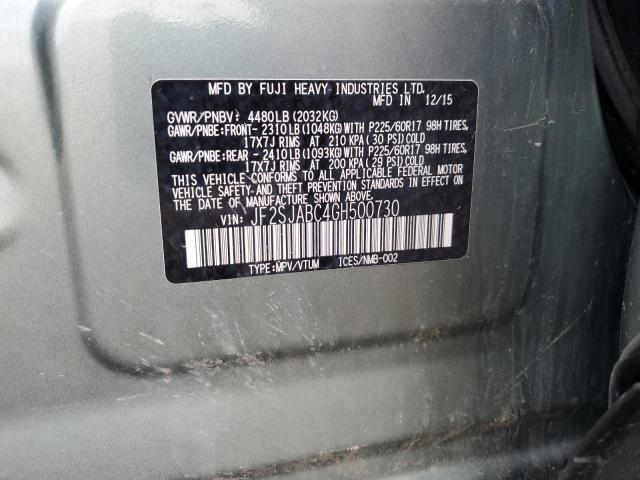 MFD BY FUJI HEAVY INDUSTRIES LTD.
MFD IN 12/15
GVWR/PNBV: 4480LB (2032KG)
GAWR/PNBE:FRONT- 2310LB (1048KG)WITH P225/60R17 98H TIRES,
17X7J RIMS AT 210 KPA (30 PSI)COLD
GAWR/PNBE:REAR - 2410LB (1093KG)WITH P225/60R17 98H TIRES,
17X7J RIMS AT 200 KPA (29 PSI)COLD
THIS VEHICLE CONFORMS TO ALL APPLICABLE FEDERAL MOTOR
VEHICLE SAFETY AND THEFT PREVENTION STANDARDS IN EFFECT ON
THE DATE OF MANUFACTURE SHOWN ABOVE.
VIN: JF2SJABC4GH500730
TYPE:MPV/VTUM ICES/NMB-002